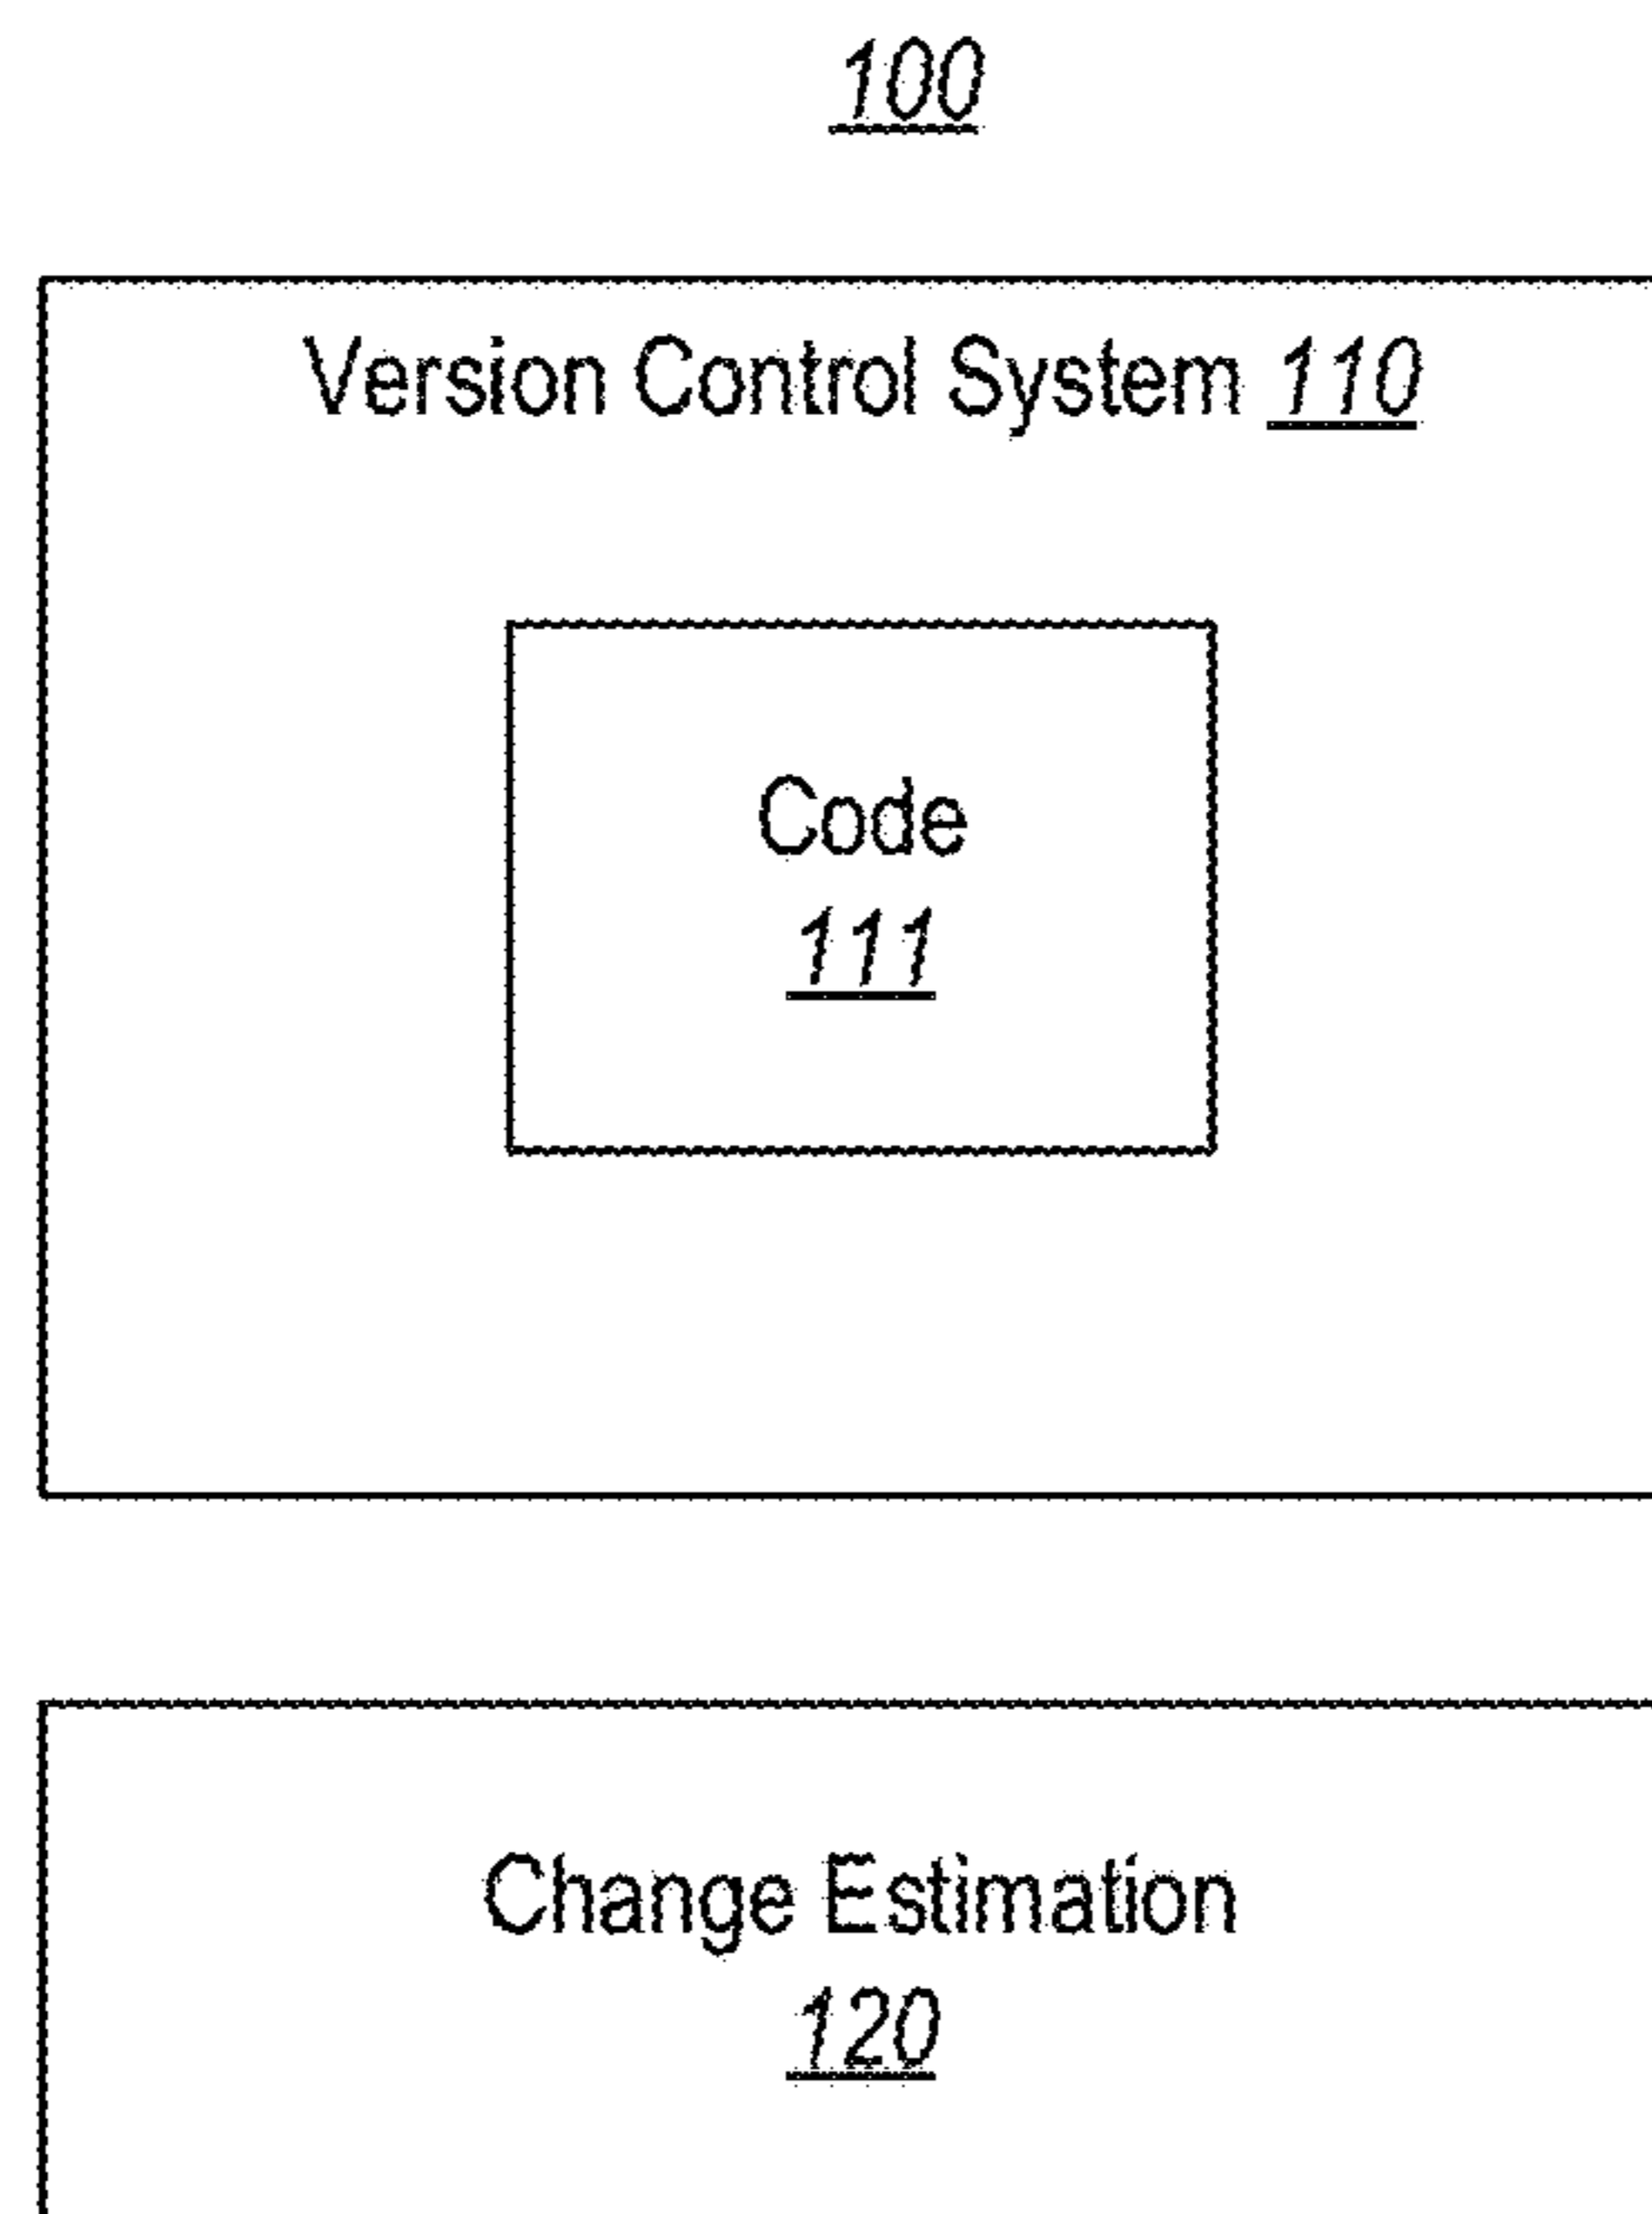 100
Version Control System 110
Code
111
Change Estimation
120